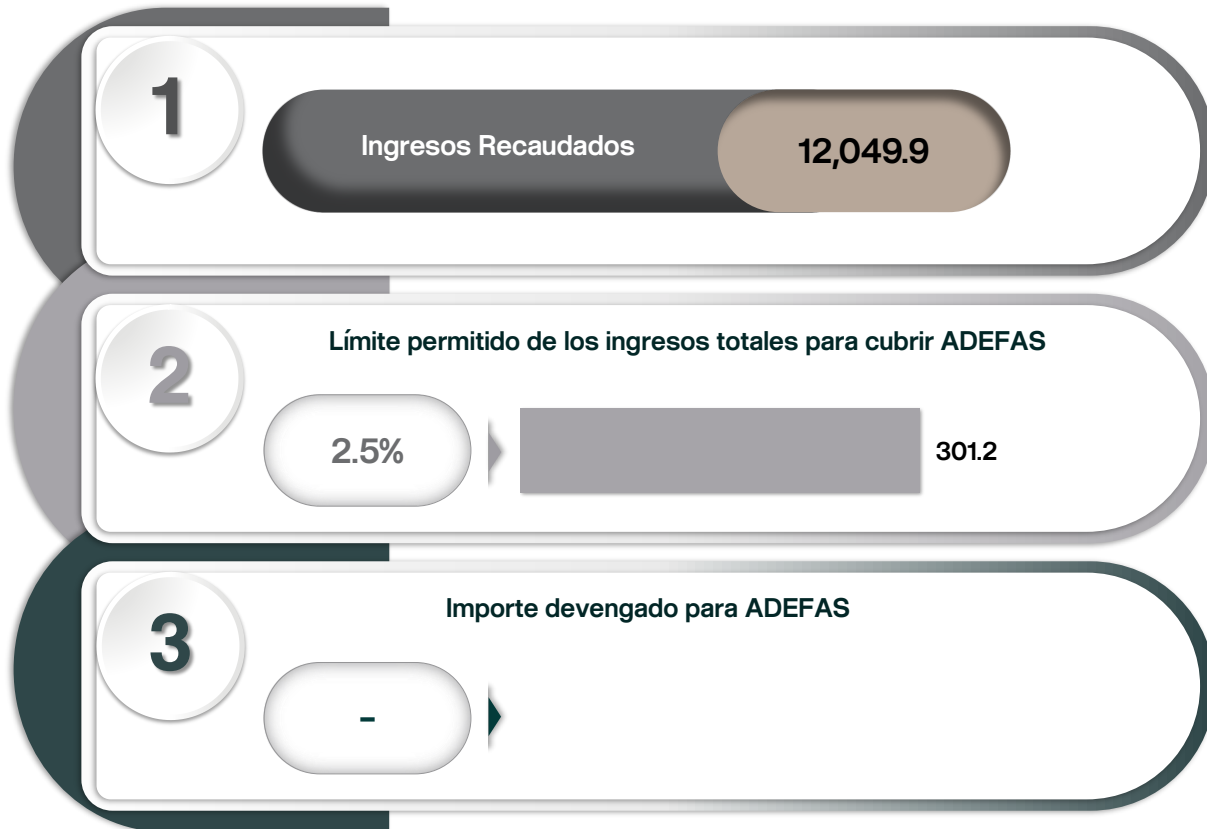 1
Ingresos Recaudados
12,049.9
2
Límite permitido de los ingresos totales para cubrir ADEFAS
2.5%
301.2
3
Importe devengado para ADEFAS
-